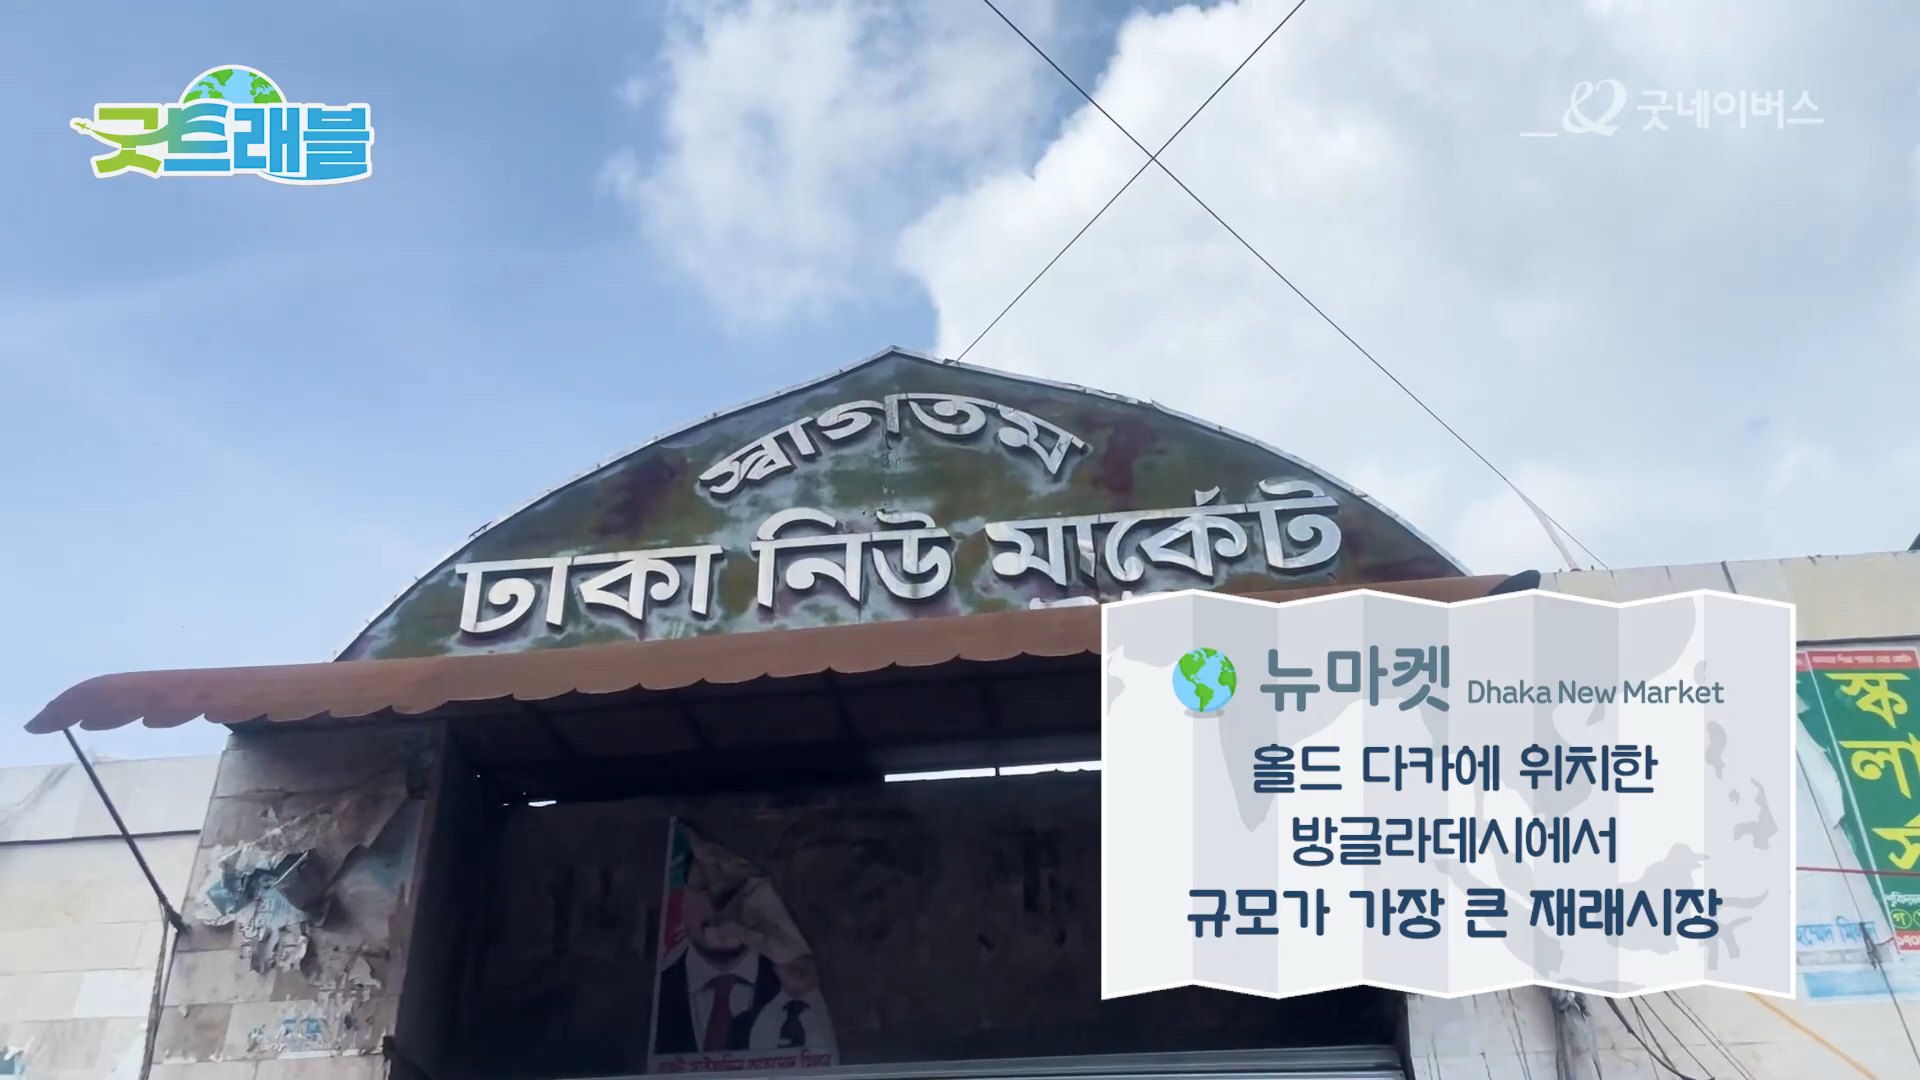 굿트래블
굿네이버스
স্বাগতম
ঢাকা নিউ মার্কেট
뉴마켓 Dhaka New Market
올드 다카에 위치한
방글라데시에서
규모가 가장 큰 재래시장
স্ক
লা